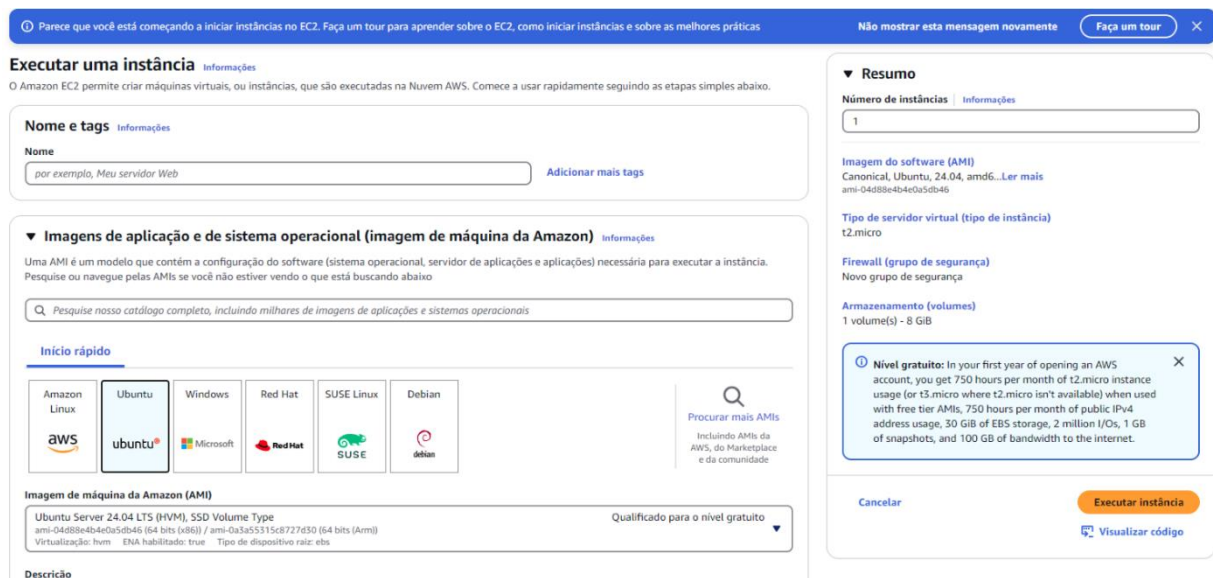 Parece que você está começando a iniciar instâncias no EC2. Faça um tour para aprender sobre o EC2, como iniciar instâncias e sobre as melhores práticas
Não mostrar esta mensagem novamente
Faça um tour
Executar uma instância Informações
O Amazon EC2 permite criar máquinas virtuais, ou instâncias, que são executadas na Nuvem AWS. Comece a usar rapidamente seguindo as etapas simples abaixo.
Nome e tags Informações
Nome
por exemplo, Meu servidor Web
Adicionar mais tags
Imagens de aplicação e de sistema operacional (imagem de máquina da Amazon) Informações
Uma AMI é um modelo que contém a configuração do software (sistema operacional, servidor de aplicações e aplicações) necessária para executar a instância.
Pesquise ou navegue pelas AMIs se você não estiver vendo o que está buscando abaixo
Pesquise nosso catálogo completo, incluindo milhares de imagens de aplicações e sistemas operacionais
Início rápido
Amazon
Linux
aws
Ubuntu
ubuntu
Windows
Microsoft
Red Hat
Red Hat
SUSE Linux
SUSE
Debian
debian
Procurar mais AMIs
Incluindo AMIs da
AWS, do Marketplace
e da comunidade
Imagem de máquina da Amazon (AMI)
Ubuntu Server 24.04 LTS (HVM), SSD Volume Type
Qualificado para o nível gratuito
ami-04d88e4b4e0a5db46 (64 bits (x86)) / ami-0a3a55315c8727d30 (64 bits (Arm))
Virtualização: hvm ENA habilitado: true Tipo de dispositivo raiz: ebs
Descrição
Resumo
Número de instâncias Informações
1
Imagem do software (AMI)
Canonical, Ubuntu, 24.04, amd6...Ler mais
ami-04d88e4b4e0a5db46
Tipo de servidor virtual (tipo de instância)
t2.micro
Firewall (grupo de segurança)
Novo grupo de segurança
Armazenamento (volumes)
1 volume(s) - 8 GiB
Nível gratuito: In your first year of opening an AWS
account, you get 750 hours per month of t2.micro instance
usage (or t3.micro where t2.micro isn't available) when used
with free tier AMIs, 750 hours per month of public IPv4
address usage, 30 GiB of EBS storage, 2 million I/Os, 1 GB
of snapshots, and 100 GB of bandwidth to the internet.
Cancelar
Executar instância
Visualizar código